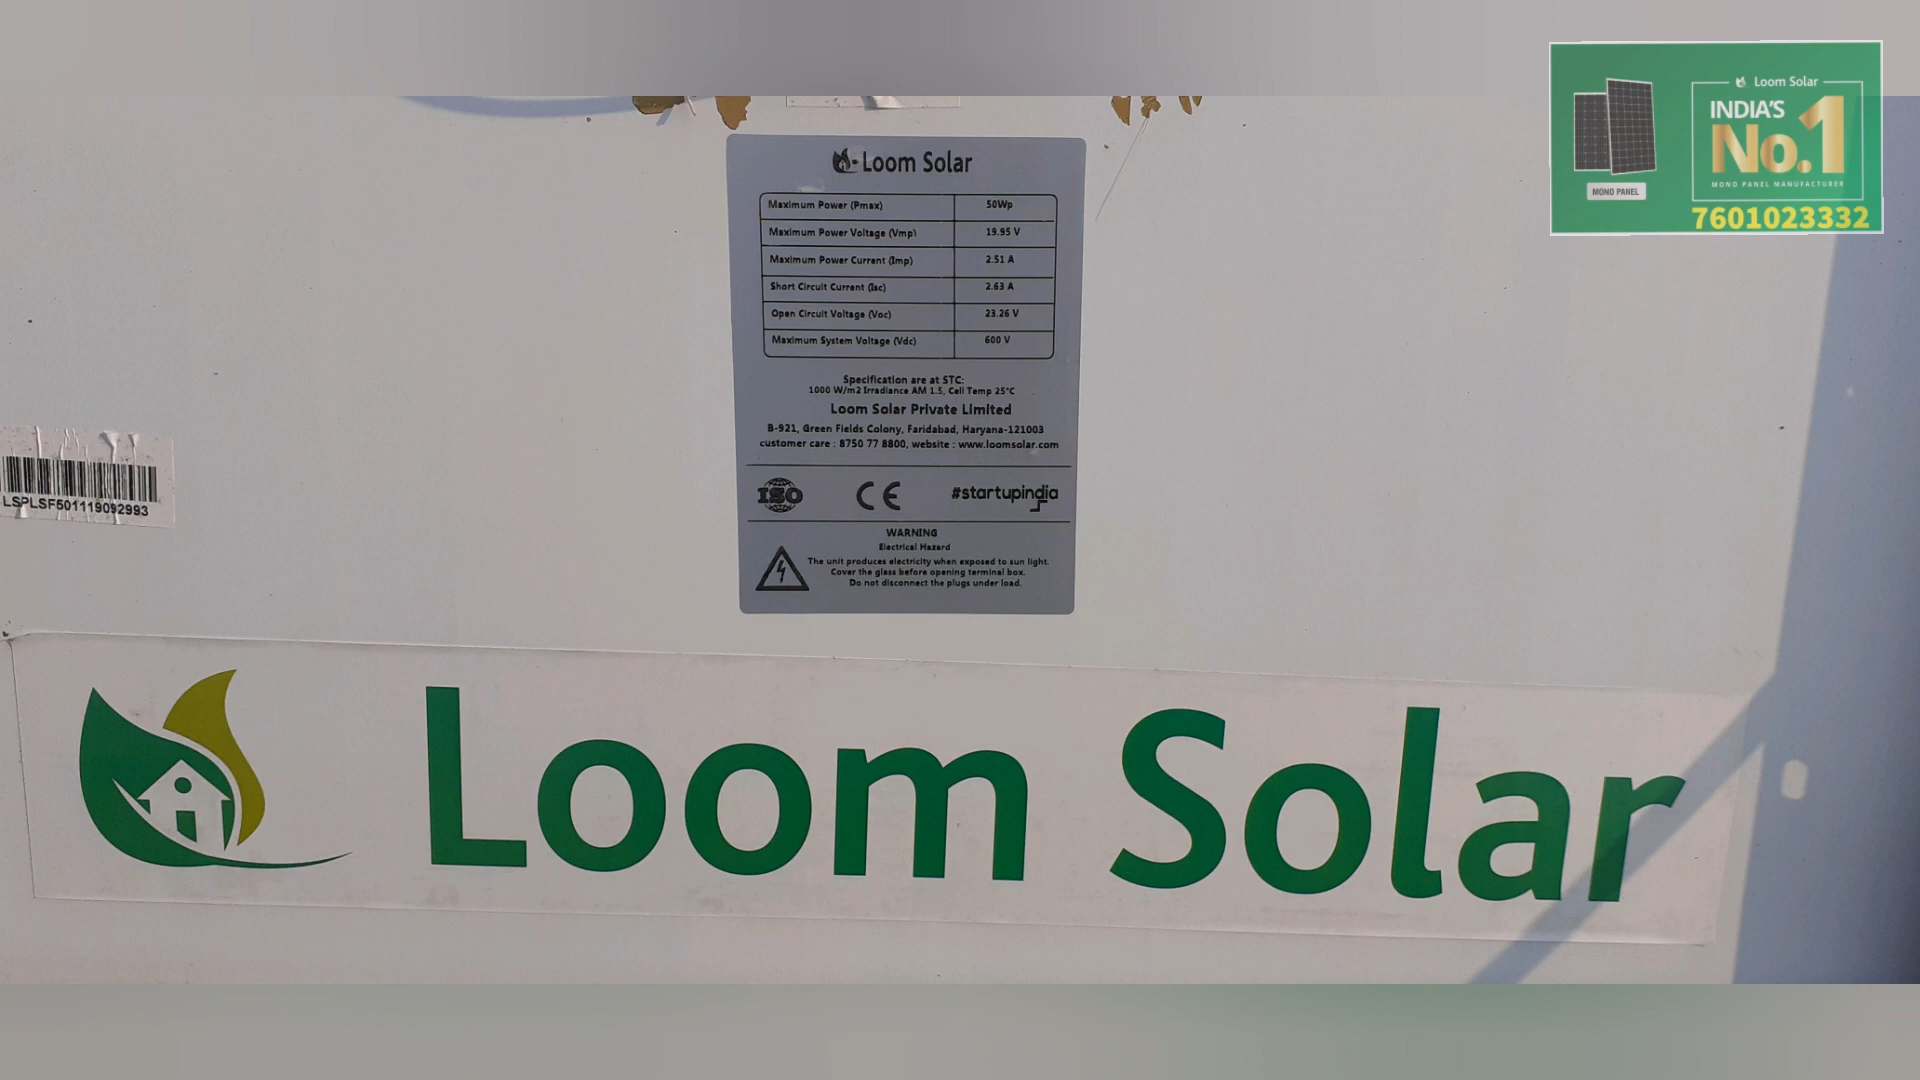 Loom Solar
INDIA'S
No.1
MONO PANEL MANUFACTURER
MONO PANEL
7601023332
Loom Solar
Maximum Power (Pmax) 50Wp
Maximum Power Voltage (Vmp) 19.95 V
Maximum Power Current (Imp) 2.51 A
Short Circuit Current (Isc) 2.63 A
Open Circuit Voltage (Voc) 23.26 V
Maximum System Voltage (Vdc) 600 V
Specification are at STC:
1000 W/m2 Irradiance AM 1.5, Cell Temp 25°C
Loom Solar Private Limited
B-921, Green Fields Colony, Faridabad, Haryana-121003
customer care : 8750 77 8800, website : www.loomsolar.com
ISO CE #startupindia
WARNING
Electrical Hazard
The unit produces electricity when exposed to sun light.
Cover the glass before opening terminal box.
Do not disconnect the plugs under load.
LSPLSF501119092993
Loom Solar